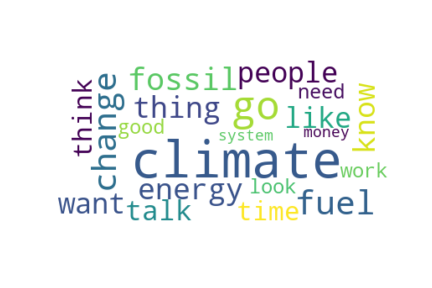 fossil people
think change thing go like need know
good system money
climate work
want energy look
talk time fuel